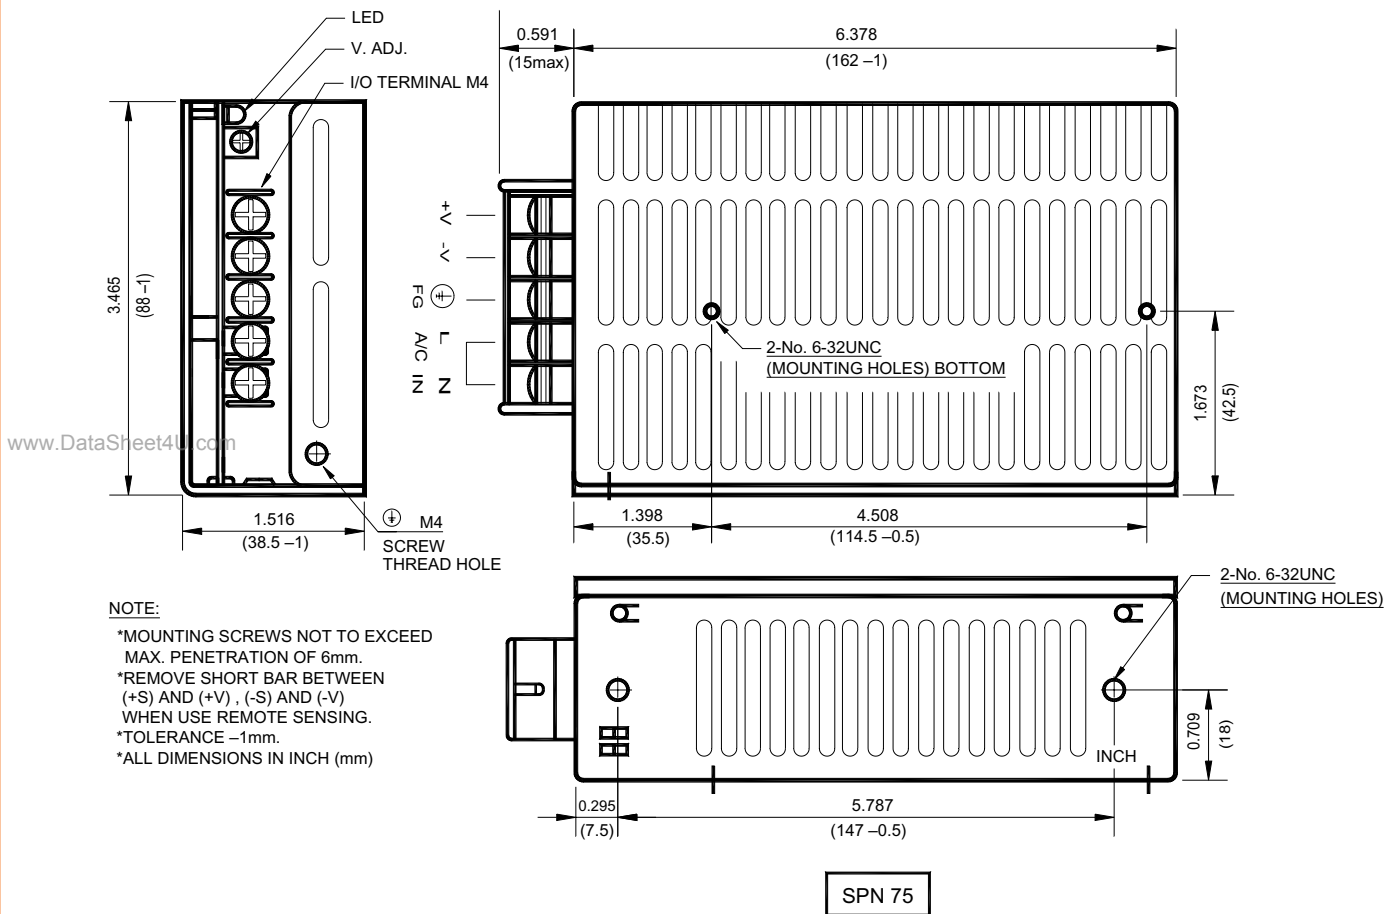 LED
V. ADJ.
I/O TERMINAL M4
0.591
(15max)
6.378
(162 –1)
3.465
(88 –1)
+V
-V
FG
L
A/C IN
N
2-No. 6-32UNC
(MOUNTING HOLES) BOTTOM
1.673
(42.5)
www.DataSheet4U.com
1.516
(38.5 –1)
M4
SCREW
THREAD HOLE
1.398
(35.5)
4.508
(114.5 –0.5)
2-No. 6-32UNC
(MOUNTING HOLES)
NOTE:
*MOUNTING SCREWS NOT TO EXCEED
MAX. PENETRATION OF 6mm.
*REMOVE SHORT BAR BETWEEN
(+S) AND (+V) , (-S) AND (-V)
WHEN USE REMOTE SENSING.
*TOLERANCE –1mm.
*ALL DIMENSIONS IN INCH (mm)
INCH
0.709
(18)
0.295
(7.5)
5.787
(147 –0.5)
SPN 75